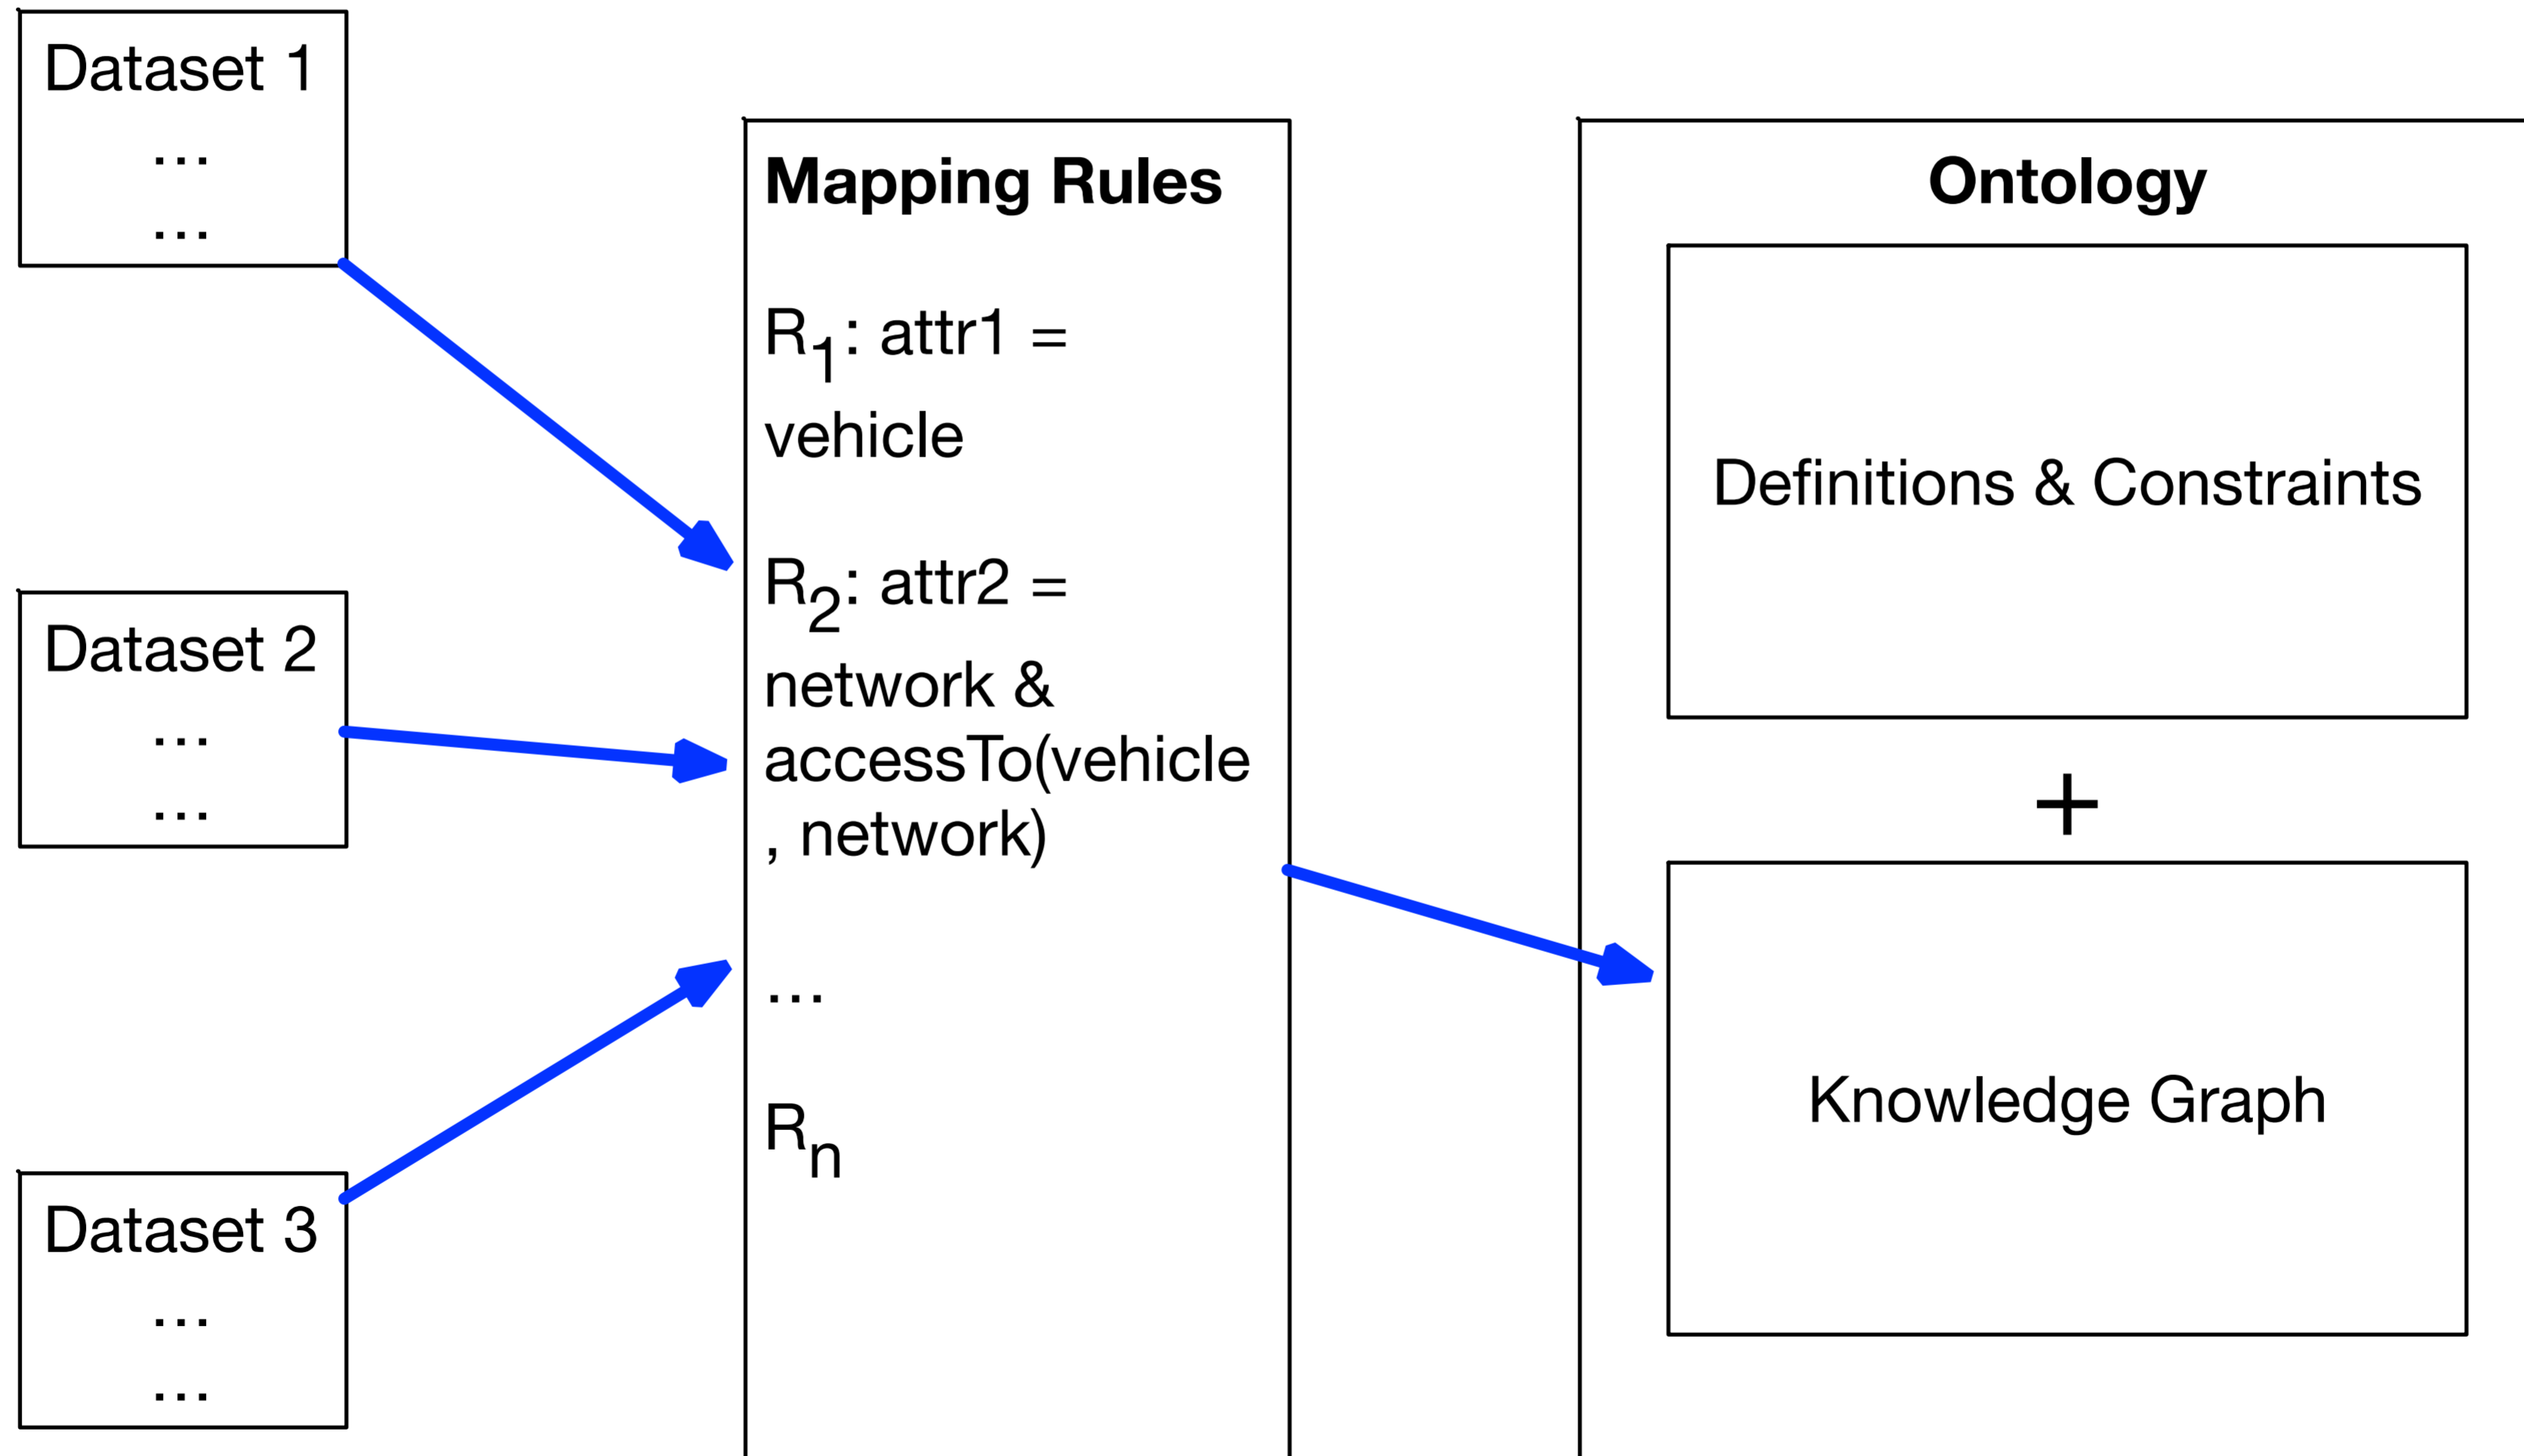 Dataset 1
...
...
Dataset 2
...
...
Dataset 3
...
...
Mapping Rules
R1: attr1 =
vehicle
R2: attr2 =
network &
accessTo(vehicle
, network)
...
Rn
Ontology
Definitions & Constraints
+
Knowledge Graph